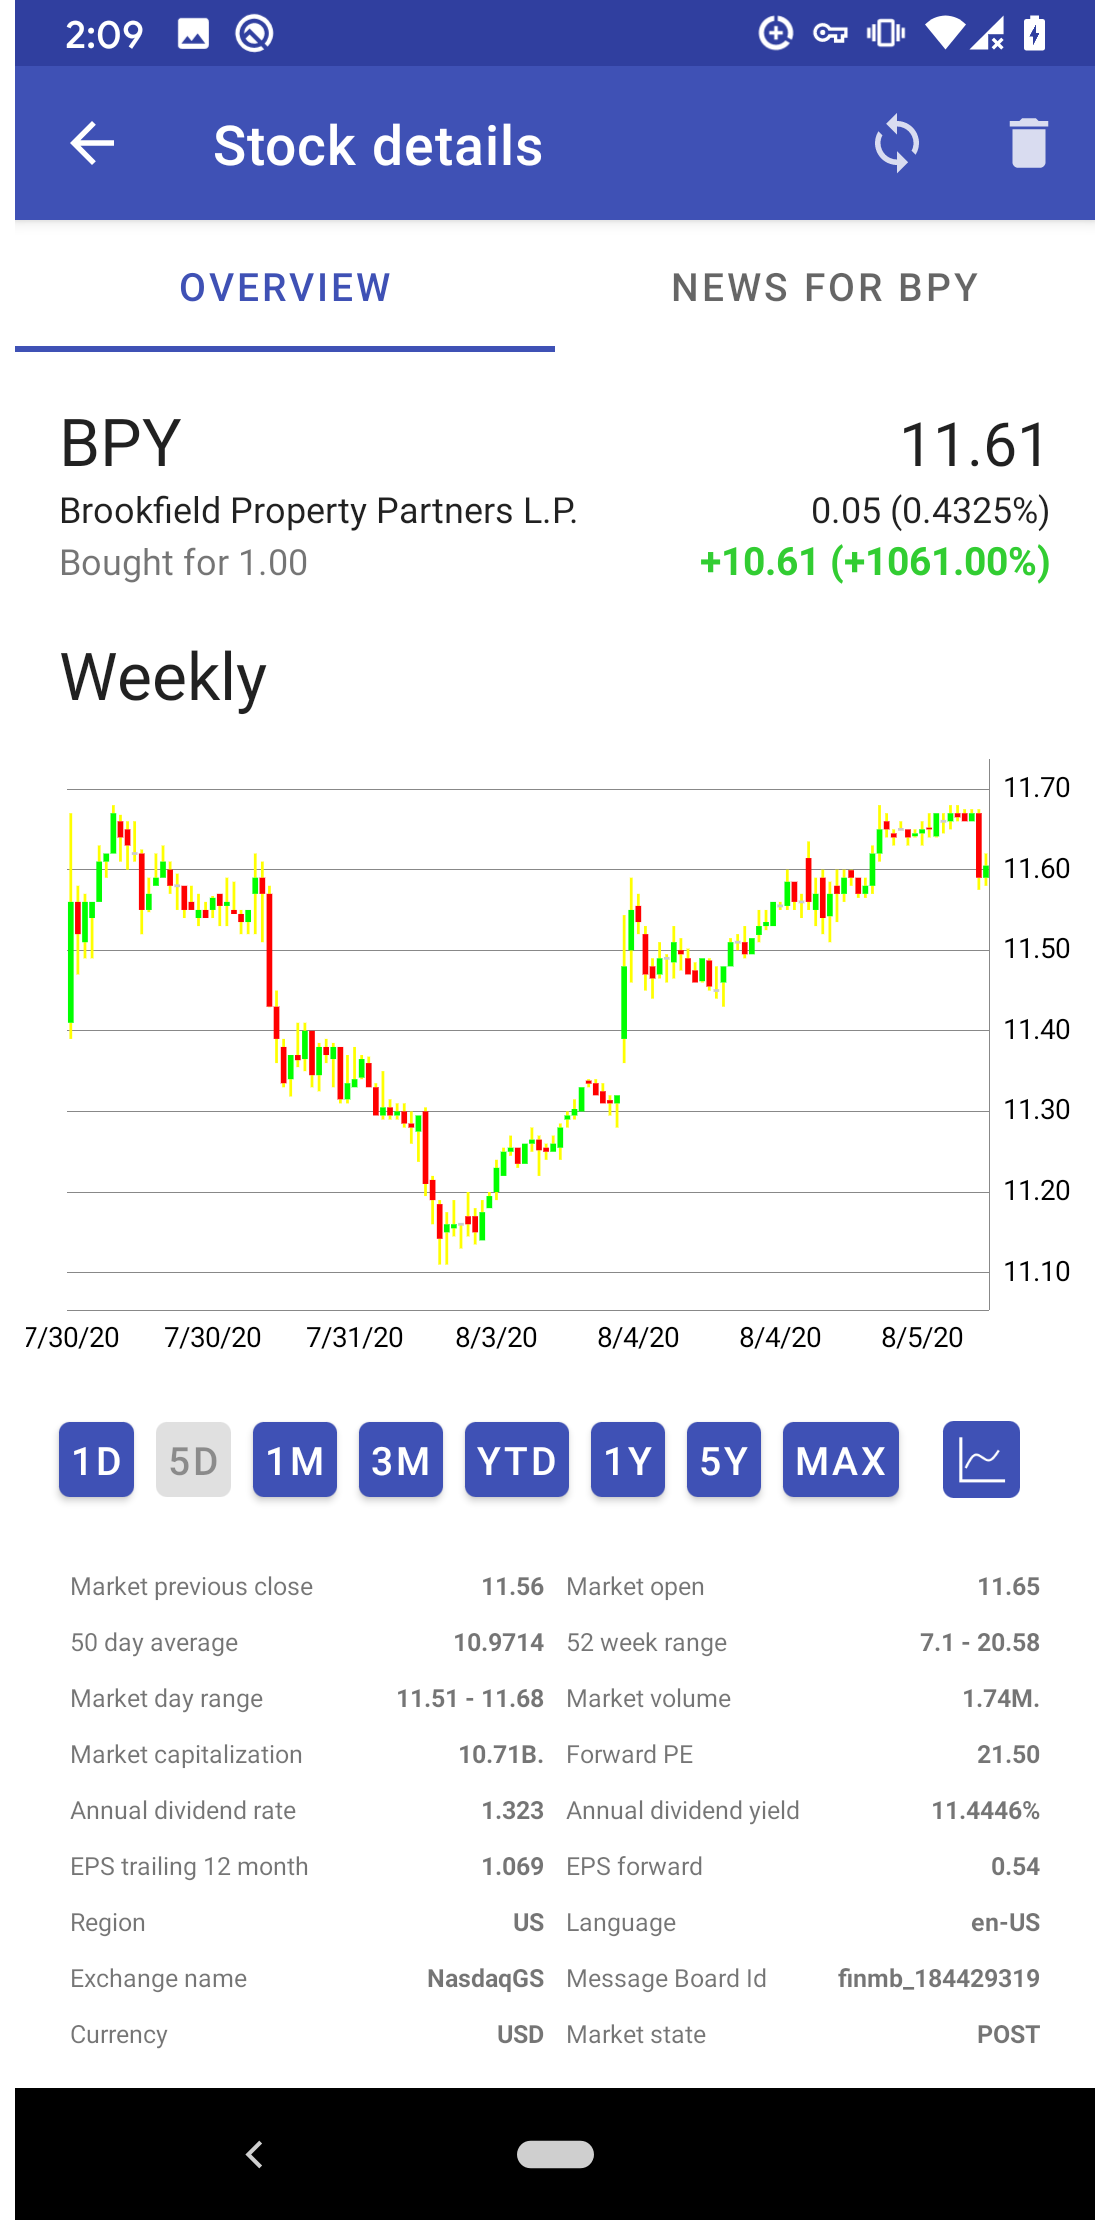 2:09
Stock details
OVERVIEW NEWS FOR BPY
BPY 11.61
Brookfield Property Partners L.P. 0.05 (0.4325%)
Bought for 1.00 +10.61 (+1061.00%)
Weekly
11.70
11.60
11.50
11.40
11.30
11.20
11.10
7/30/20 7/30/20 7/31/20 8/3/20 8/4/20 8/4/20 8/5/20
1D 5D 1M 3M YTD 1Y 5Y MAX
Market previous close 11.56 Market open 11.65
50 day average 10.9714 52 week range 7.1 - 20.58
Market day range 11.51 - 11.68 Market volume 1.74M.
Market capitalization 10.71B. Forward PE 21.50
Annual dividend rate 1.323 Annual dividend yield 11.4446%
EPS trailing 12 month 1.069 EPS forward 0.54
Region US Language en-US
Exchange name NasdaqGS Message Board Id finmb_184429319
Currency USD Market state POST